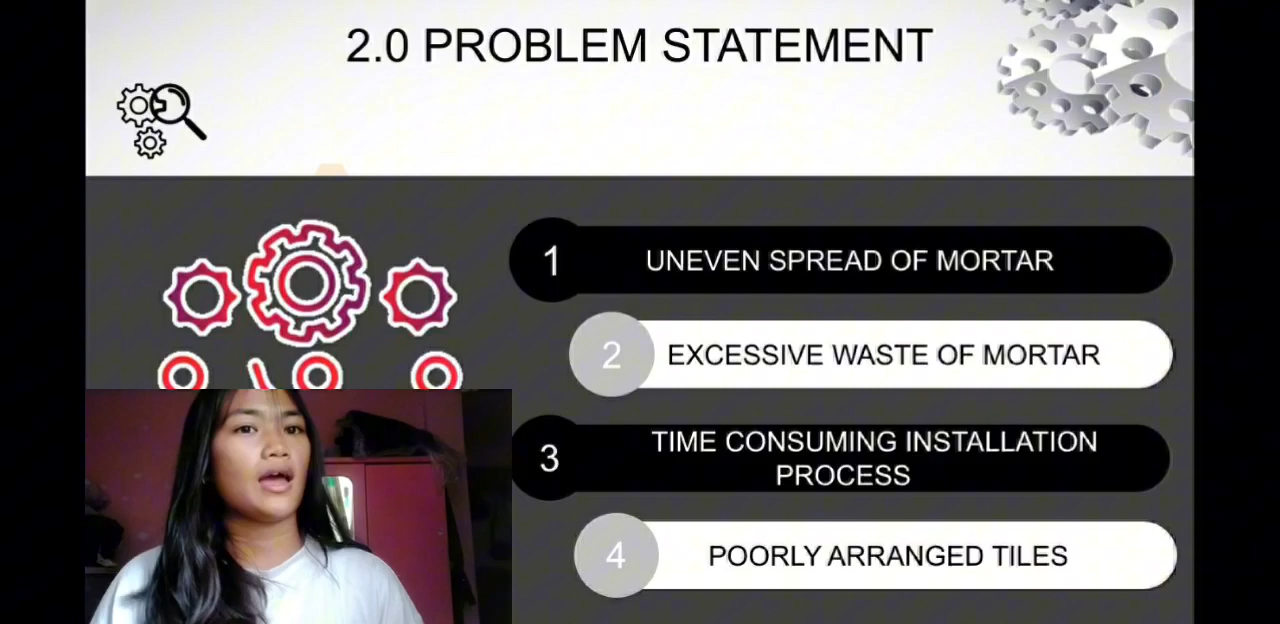 2.0 PROBLEM STATEMENT
1
UNEVEN SPREAD OF MORTAR
2
EXCESSIVE WASTE OF MORTAR
3
TIME CONSUMING INSTALLATION
PROCESS
4
POORLY ARRANGED TILES